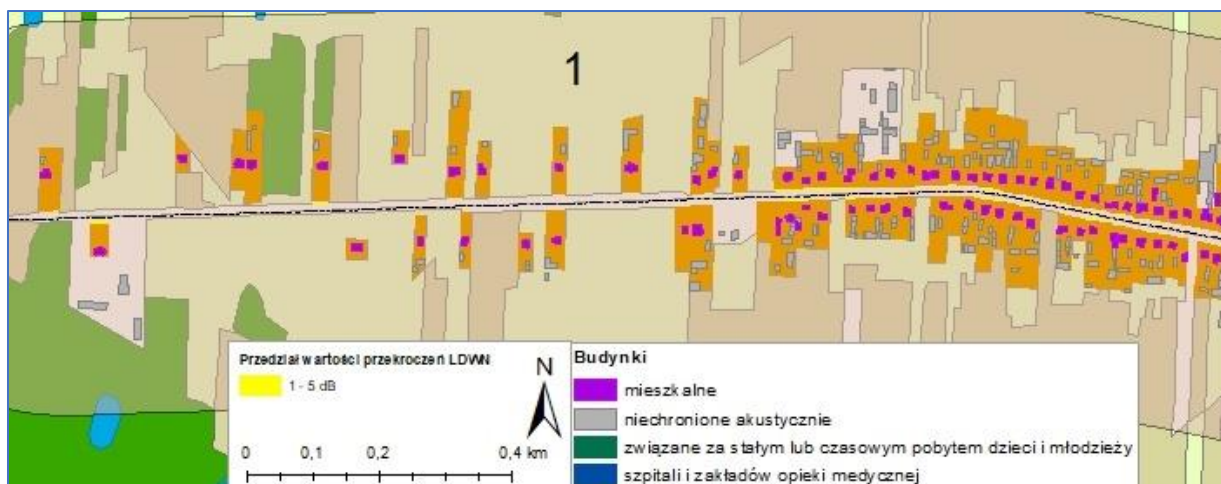 1
Przedział wartości przekroczeń LDWN
1 - 5 dB
N
0 0,1 0,2 0,4 km
Budynki
mieszkalne
niechronione akustycznie
związane za stałym lub czasowym pobytem dzieci i młodzieży
szpitali i zakładów opieki medycznej